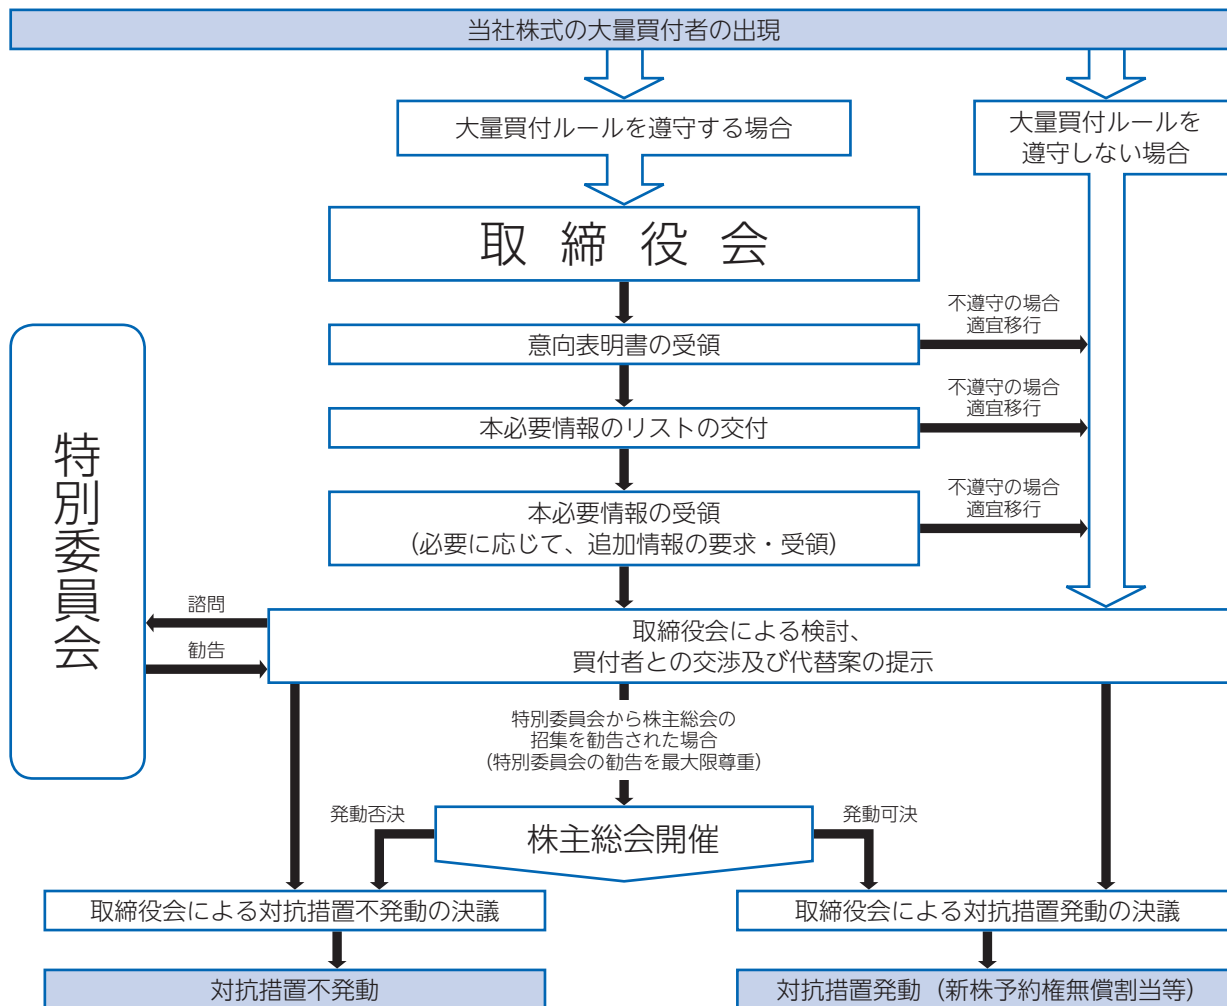 当社株式の大量買付者の出現
大量買付ルールを遵守する場合
大量買付ルールを
遵守しない場合
取締役会
意向表明書の受領
不遵守の場合
適宜移行
本必要情報のリストの交付
不遵守の場合
適宜移行
本必要情報の受領
(必要に応じて、追加情報の要求・受領)
不遵守の場合
適宜移行
特別委員会
諮問
勧告
取締役会による検討、
買付者との交渉及び代替案の提示
特別委員会から株主総会の
招集を勧告された場合
(特別委員会の勧告を最大限尊重)
発動否決
株主総会開催
発動可決
取締役会による対抗措置不発動の決議
取締役会による対抗措置発動の決議
対抗措置不発動
対抗措置発動(新株予約権無償割当等)